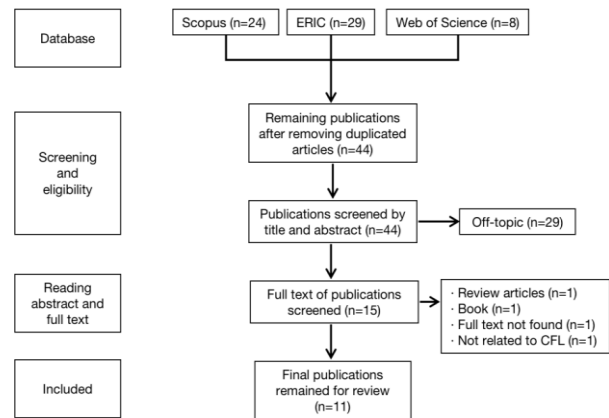 Database
Scopus (n=24)
ERIC (n=29)
Web of Science (n=8)
Screening
and
eligibility
Remaining publications
after removing duplicated
articles (n=44)
Publications screened by
title and abstract (n=44)
Off-topic (n=29)
Reading
abstract and
full text
Full text of publications
screened (n=15)
· Review articles (n=1)
· Book (n=1)
· Full text not found (n=1)
· Not related to CFL (n=1)
Included
Final publications
remained for review
(n=11)